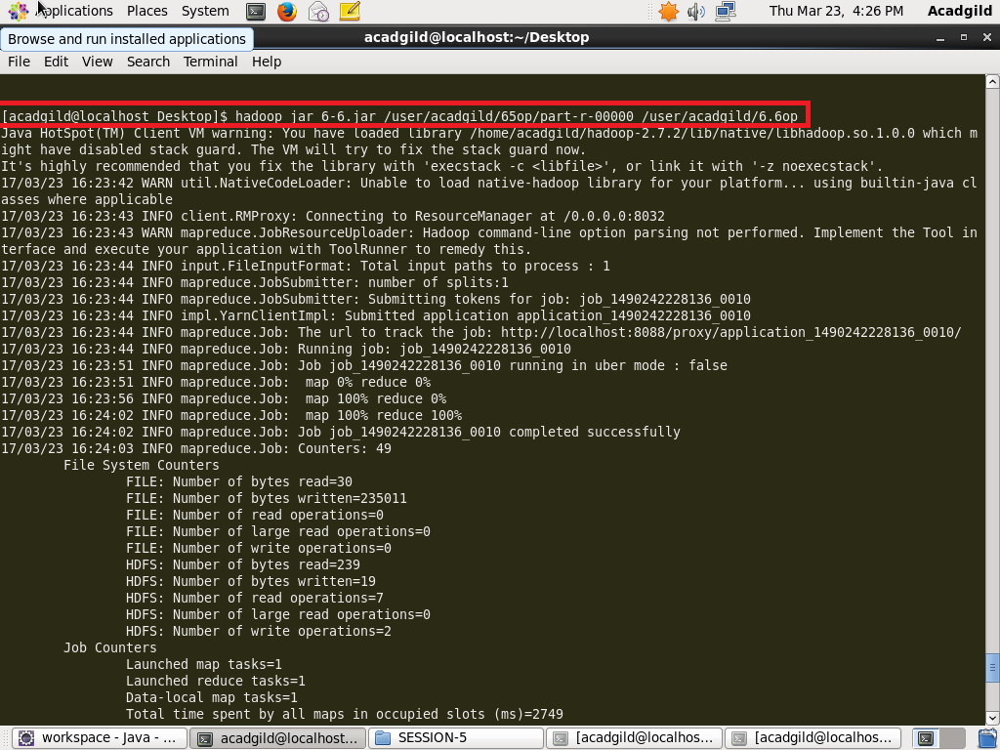 Applications Places System Thu Mar 23, 4:26 PM Acadgild
Browse and run installed applications
acadgild@localhost:~/Desktop
File Edit View Search Terminal Help
[acadgild@localhost Desktop]$ hadoop jar 6-6.jar /user/acadgild/65op/part-r-00000 /user/acadgild/6.6op
Java HotSpot(TM) Client VM warning: You have loaded library /home/acadgild/hadoop-2.7.2/lib/native/libhadoop.so.1.0.0 which m
ight have disabled stack guard. The VM will try to fix the stack guard now.
It's highly recommended that you fix the library with 'execstack -c <libfile>', or link it with '-z noexecstack'.
17/03/23 16:23:42 WARN util.NativeCodeLoader: Unable to load native-hadoop library for your platform... using builtin-java cl
asses where applicable
17/03/23 16:23:43 INFO client.RMProxy: Connecting to ResourceManager at /0.0.0.0:8032
17/03/23 16:23:43 WARN mapreduce.JobResourceUploader: Hadoop command-line option parsing not performed. Implement the Tool in
terface and execute your application with ToolRunner to remedy this.
17/03/23 16:23:44 INFO input.FileInputFormat: Total input paths to process : 1
17/03/23 16:23:44 INFO mapreduce.JobSubmitter: number of splits:1
17/03/23 16:23:44 INFO mapreduce.JobSubmitter: Submitting tokens for job: job_1490242228136_0010
17/03/23 16:23:44 INFO impl.YarnClientImpl: Submitted application application_1490242228136_0010
17/03/23 16:23:44 INFO mapreduce.Job: The url to track the job: http://localhost:8088/proxy/application_1490242228136_0010/
17/03/23 16:23:44 INFO mapreduce.Job: Running job: job_1490242228136_0010
17/03/23 16:23:51 INFO mapreduce.Job: Job job_1490242228136_0010 running in uber mode : false
17/03/23 16:23:51 INFO mapreduce.Job:  map 0% reduce 0%
17/03/23 16:23:56 INFO mapreduce.Job:  map 100% reduce 0%
17/03/23 16:24:02 INFO mapreduce.Job:  map 100% reduce 100%
17/03/23 16:24:02 INFO mapreduce.Job: Job job_1490242228136_0010 completed successfully
17/03/23 16:24:03 INFO mapreduce.Job: Counters: 49
File System Counters
FILE: Number of bytes read=30
FILE: Number of bytes written=235011
FILE: Number of read operations=0
FILE: Number of large read operations=0
FILE: Number of write operations=0
HDFS: Number of bytes read=239
HDFS: Number of bytes written=19
HDFS: Number of read operations=7
HDFS: Number of large read operations=0
HDFS: Number of write operations=2
Job Counters
Launched map tasks=1
Launched reduce tasks=1
Data-local map tasks=1
Total time spent by all maps in occupied slots (ms)=2749
workspace - Java - ... acadgild@localhost... SESSION-5 [acadgild@localhos... [acadgild@localhos...